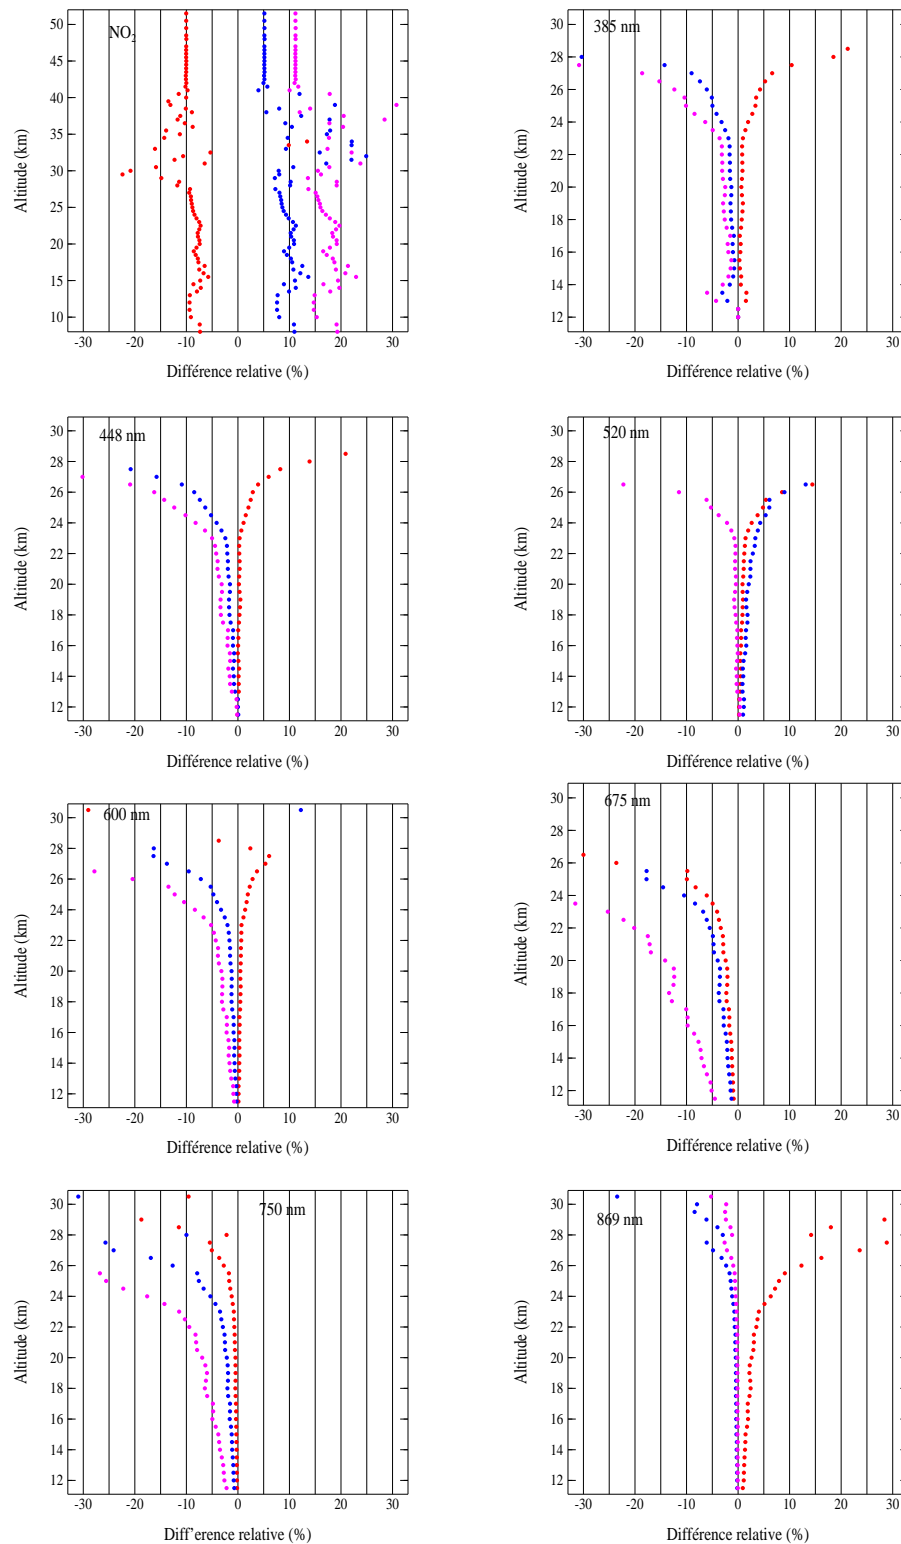 NO2
50
45
40
35
30
25
20
15
10
Altitude (km)
-30 -20 -10 0 10 20 30
Différence relative (%)
385 nm
30
28
26
24
22
20
18
16
14
12
Altitude (km)
-30 -20 -10 0 10 20 30
Différence relative (%)
448 nm
30
28
26
24
22
20
18
16
14
12
Altitude (km)
-30 -20 -10 0 10 20 30
Différence relative (%)
520 nm
30
28
26
24
22
20
18
16
14
12
Altitude (km)
-30 -20 -10 0 10 20 30
Différence relative (%)
600 nm
30
28
26
24
22
20
18
16
14
12
Altitude (km)
-30 -20 -10 0 10 20 30
Différence relative (%)
675 nm
30
28
26
24
22
20
18
16
14
12
Altitude (km)
-30 -20 -10 0 10 20 30
Différence relative (%)
750 nm
30
28
26
24
22
20
18
16
14
12
Altitude (km)
-30 -20 -10 0 10 20 30
Diff'erence relative (%)
869 nm
30
28
26
24
22
20
18
16
14
12
Altitude (km)
-30 -20 -10 0 10 20 30
Différence relative (%)